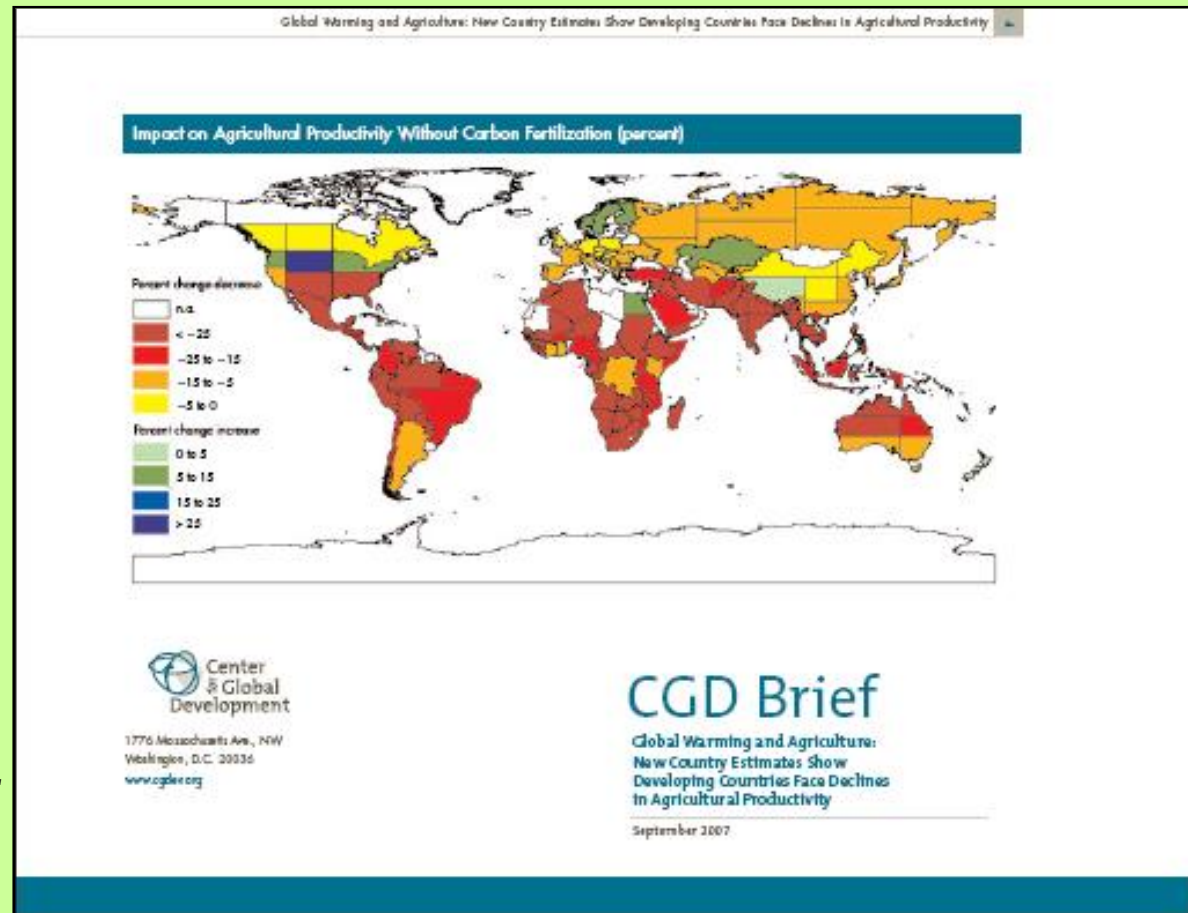 Global Warming and Agriculture: New Country Estimates Show Developing Countries Face Declines in Agricultural Productivity
Impact on Agricultural Productivity Without Carbon Fertilization (percent)
Percent change decrease
n.a.
< -25
-25 to -15
-15 to -5
-5 to 0
Percent change increase
0 to 5
5 to 15
15 to 25
> 25
Center
for Global
Development
1776 Massachusetts Ave., NW
Washington, D.C. 20036
www.cgdev.org
CGD Brief
Global Warming and Agriculture:
New Country Estimates Show
Developing Countries Face Declines
in Agricultural Productivity
September 2007